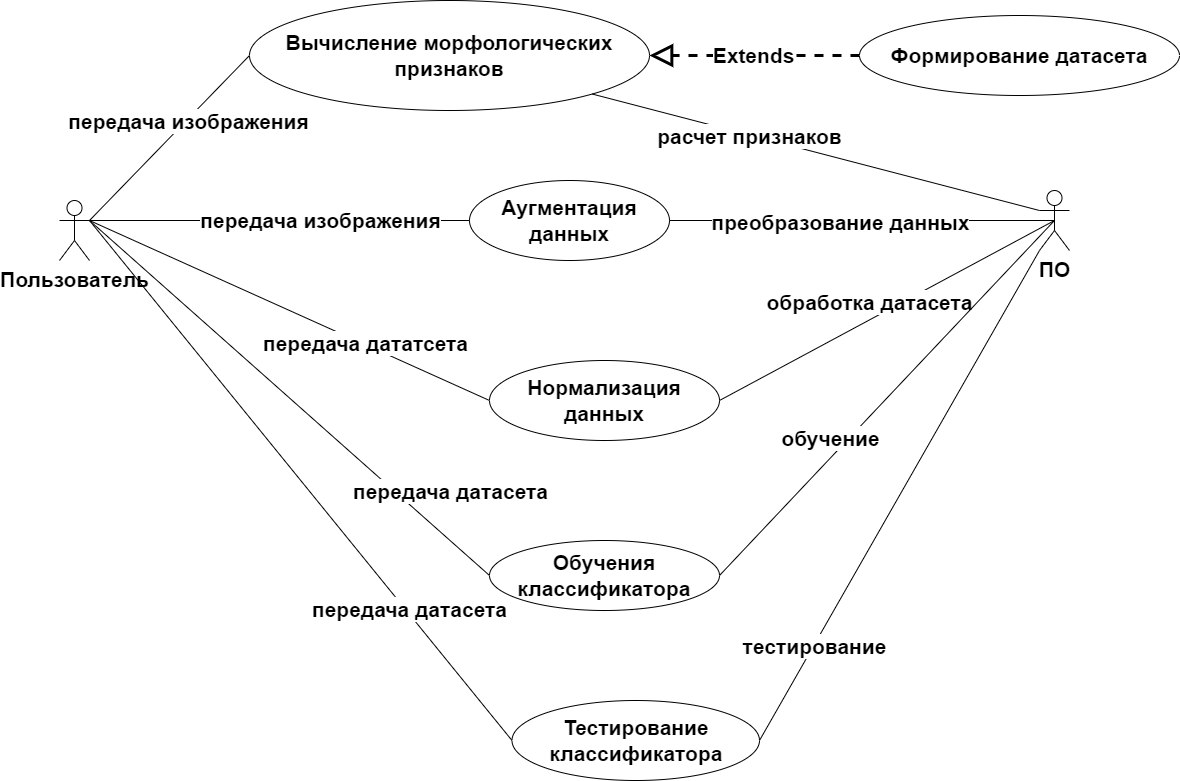 Вычисление морфологических
признаков
Extends
Формирование датасета
передача изображения
расчет признаков
Аугментация
данных
передача изображения
преобразование данных
Пользователь
ПО
обработка датасета
передача дататсета
Нормализация
данных
обучение
передача датасета
Обучения
классификатора
передача датасета
тестирование
Тестирование
классификатора